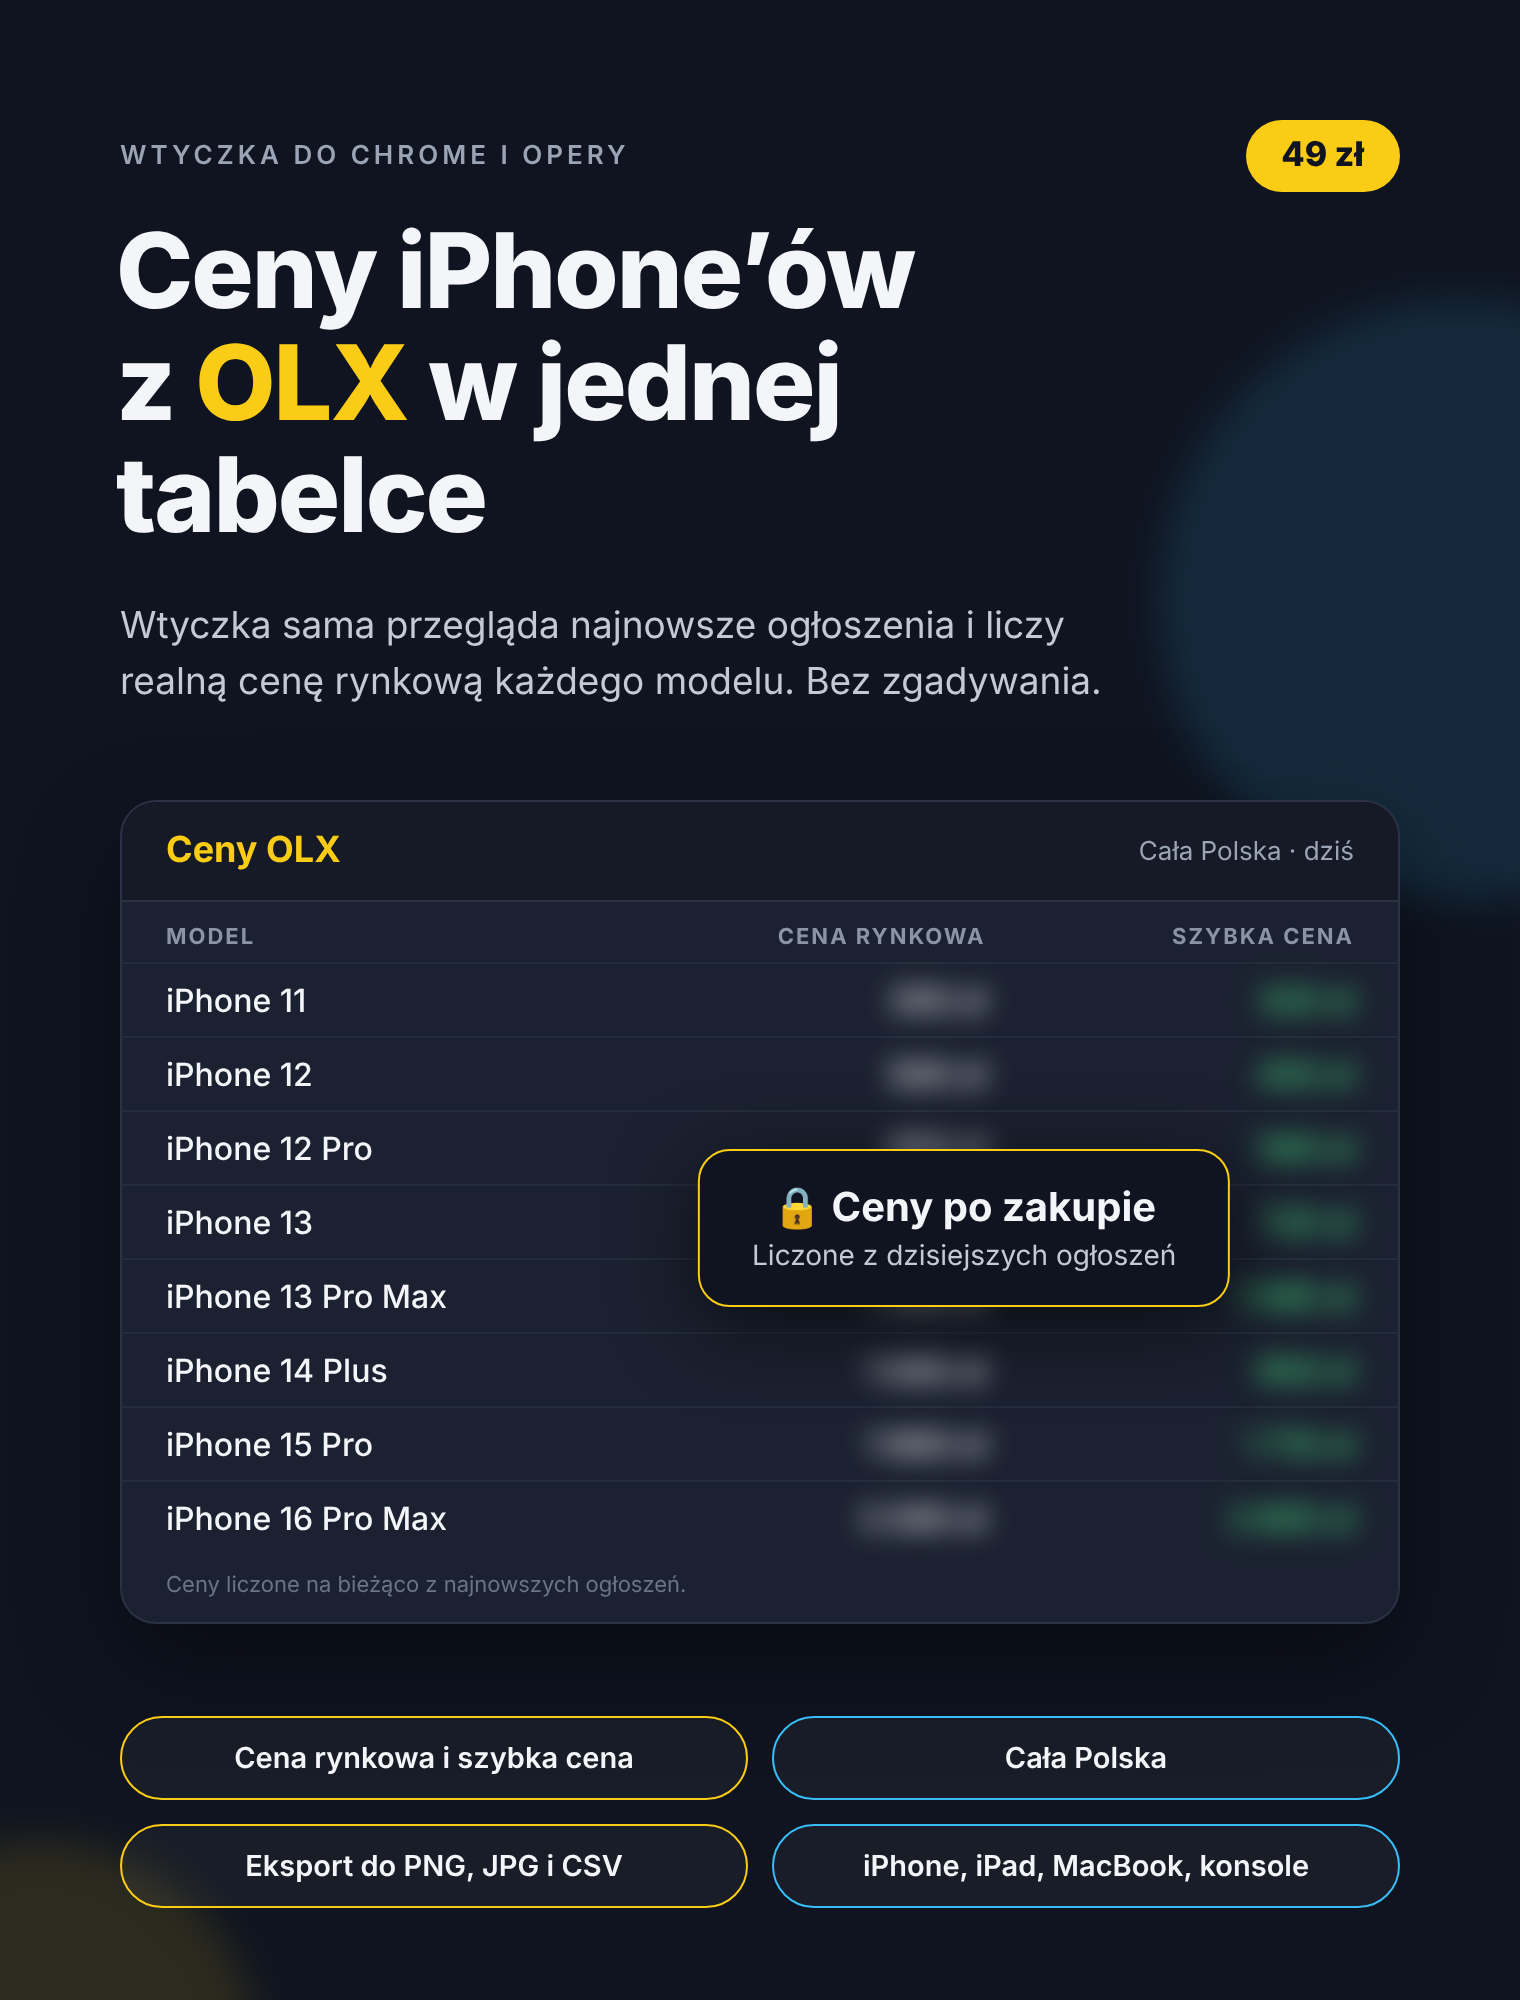 WTYCZKA DO CHROME I OPERY
49 zł
Ceny iPhone’ów
z OLX w jednej
tabelce
Wtyczka sama przegląda najnowsze ogłoszenia i liczy
realną cenę rynkową każdego modelu. Bez zgadywania.
Ceny OLX
Cała Polska · dziś
MODEL CENA RYNKOWA SZYBKA CENA
iPhone 11
iPhone 12
iPhone 12 Pro
🔒 Ceny po zakupie
iPhone 13
Liczone z dzisiejszych ogłoszeń
iPhone 13 Pro Max
iPhone 14 Plus
iPhone 15 Pro
iPhone 16 Pro Max
Ceny liczone na bieżąco z najnowszych ogłoszeń.
Cena rynkowa i szybka cena
Cała Polska
Eksport do PNG, JPG i CSV
iPhone, iPad, MacBook, konsole